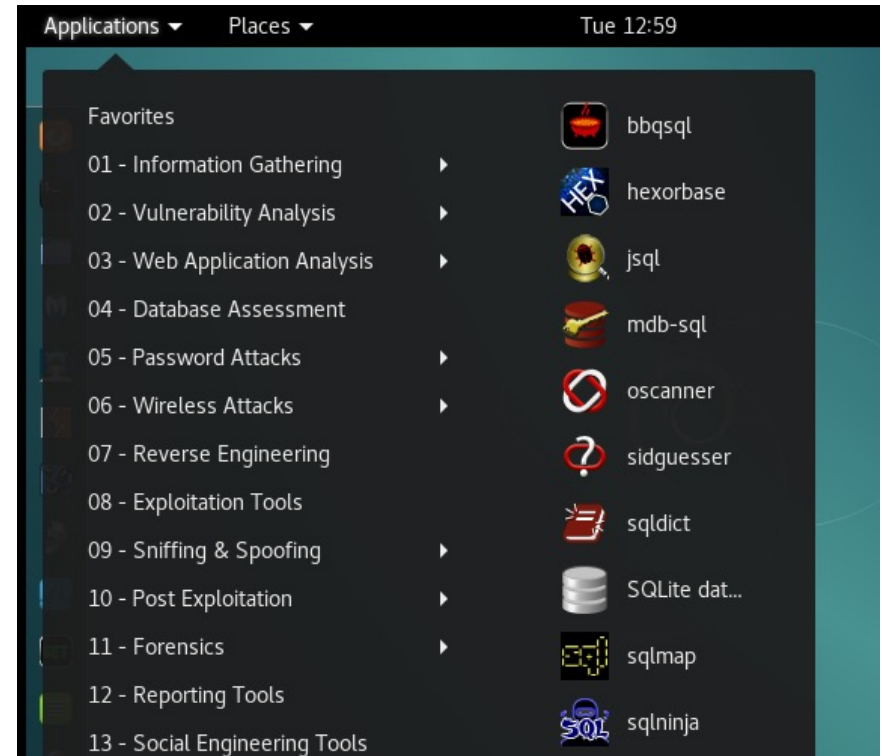 Applications Places Tue 12:59
Favorites
01 - Information Gathering
02 - Vulnerability Analysis
03 - Web Application Analysis
04 - Database Assessment
05 - Password Attacks
06 - Wireless Attacks
07 - Reverse Engineering
08 - Exploitation Tools
09 - Sniffing & Spoofing
10 - Post Exploitation
11 - Forensics
12 - Reporting Tools
13 - Social Engineering Tools
bbqsql
HEX
hexorbase
jsql
mdb-sql
oscanner
sidguesser
sqldict
SQLite dat...
sql
sqlmap
SQL
sqlninja